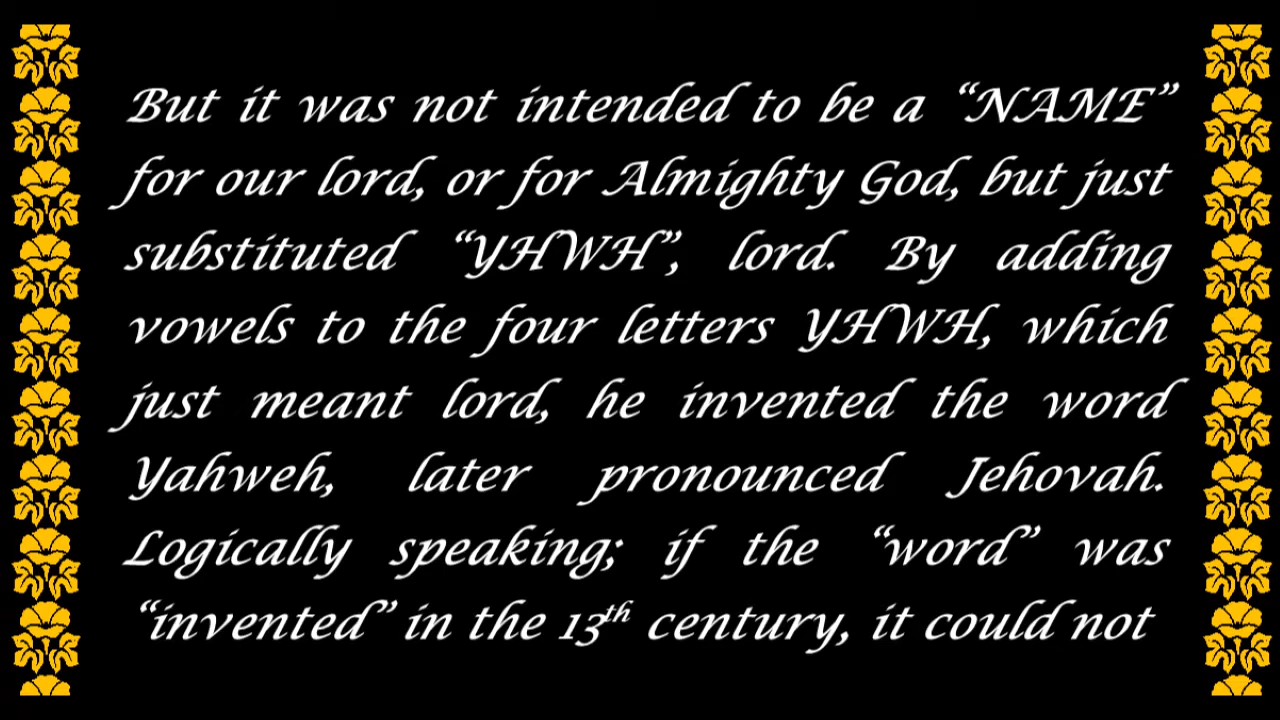 But it was not intended to be a “NAME”
for our lord, or for Almighty God, but just
substituted “YHWH”, lord. By adding
vowels to the four letters YHWH, which
just meant lord, he invented the word
Yahweh, later pronounced Jehovah.
Logically speaking; if the “word” was
“invented” in the 13th century, it could not